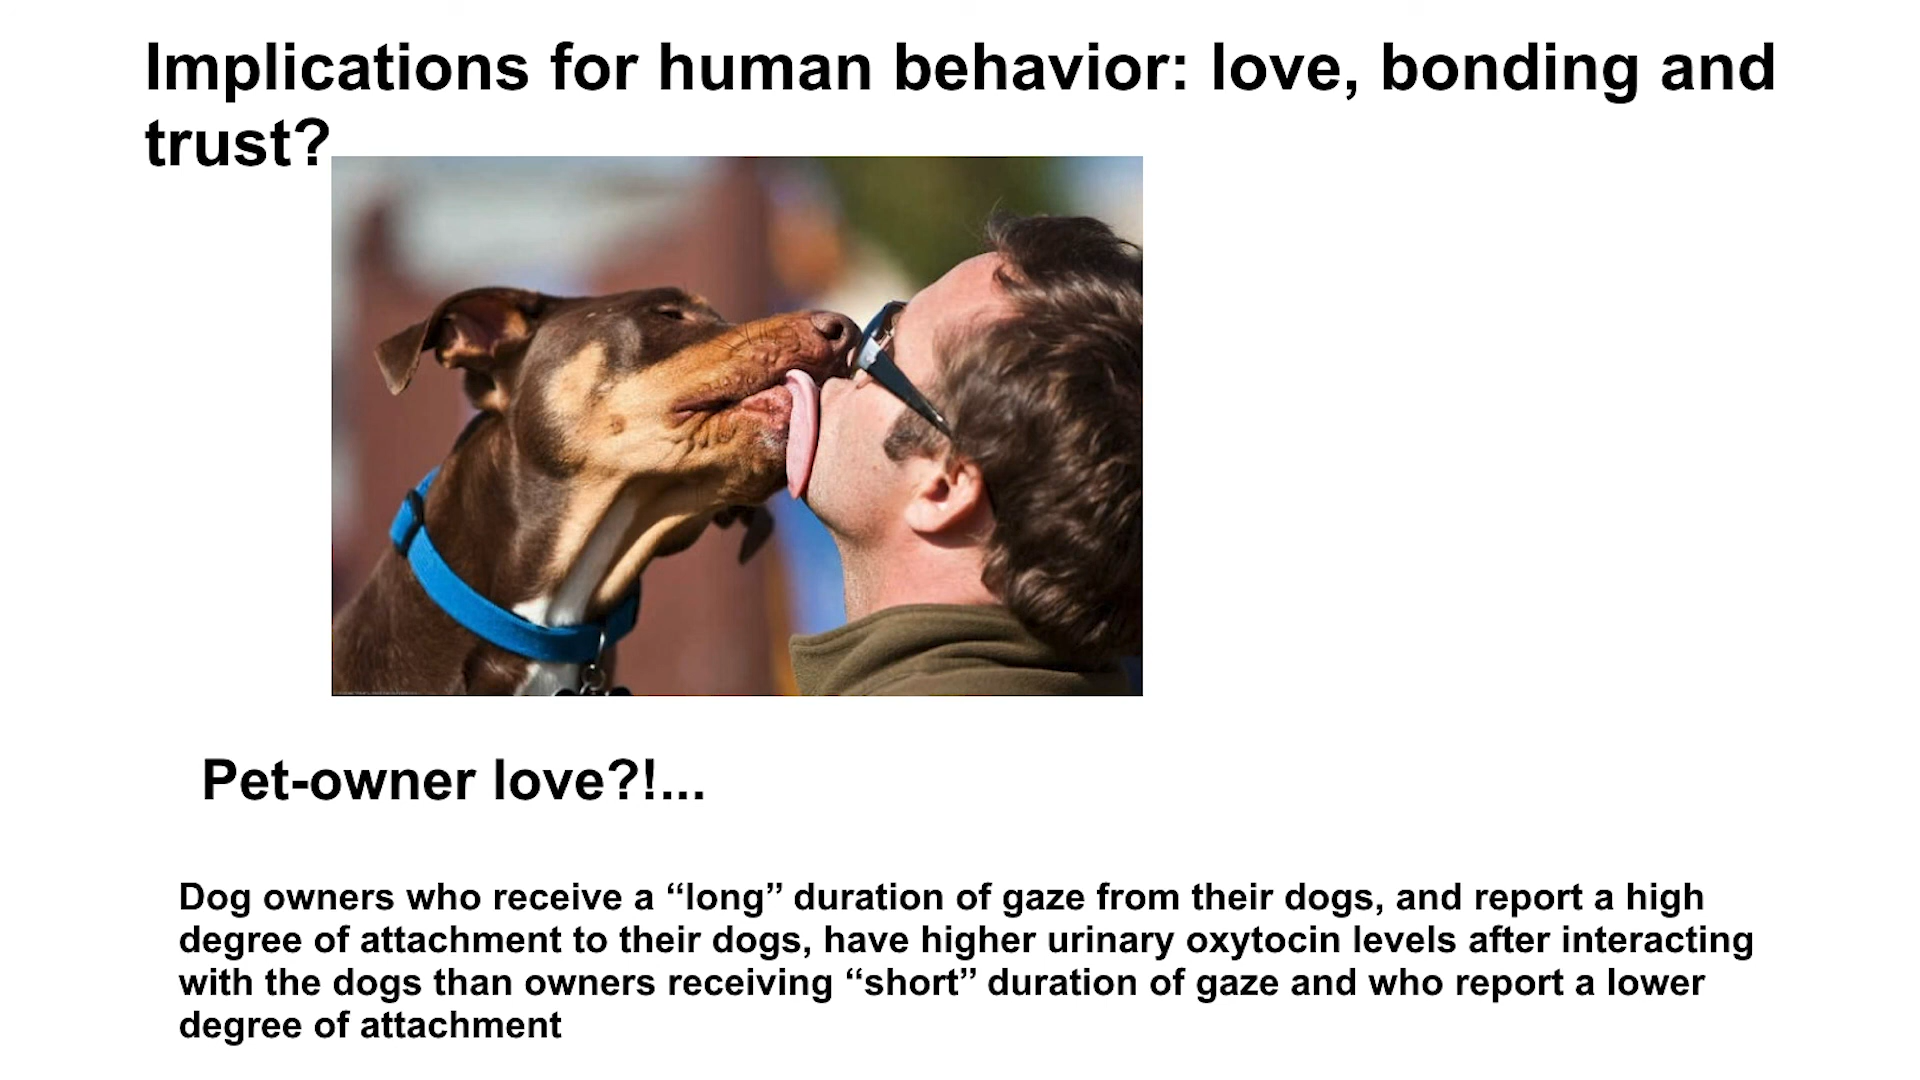 Implications for human behavior: love, bonding and
trust?
Pet-owner love?!...
Dog owners who receive a “long” duration of gaze from their dogs, and report a high
degree of attachment to their dogs, have higher urinary oxytocin levels after interacting
with the dogs than owners receiving “short” duration of gaze and who report a lower
degree of attachment